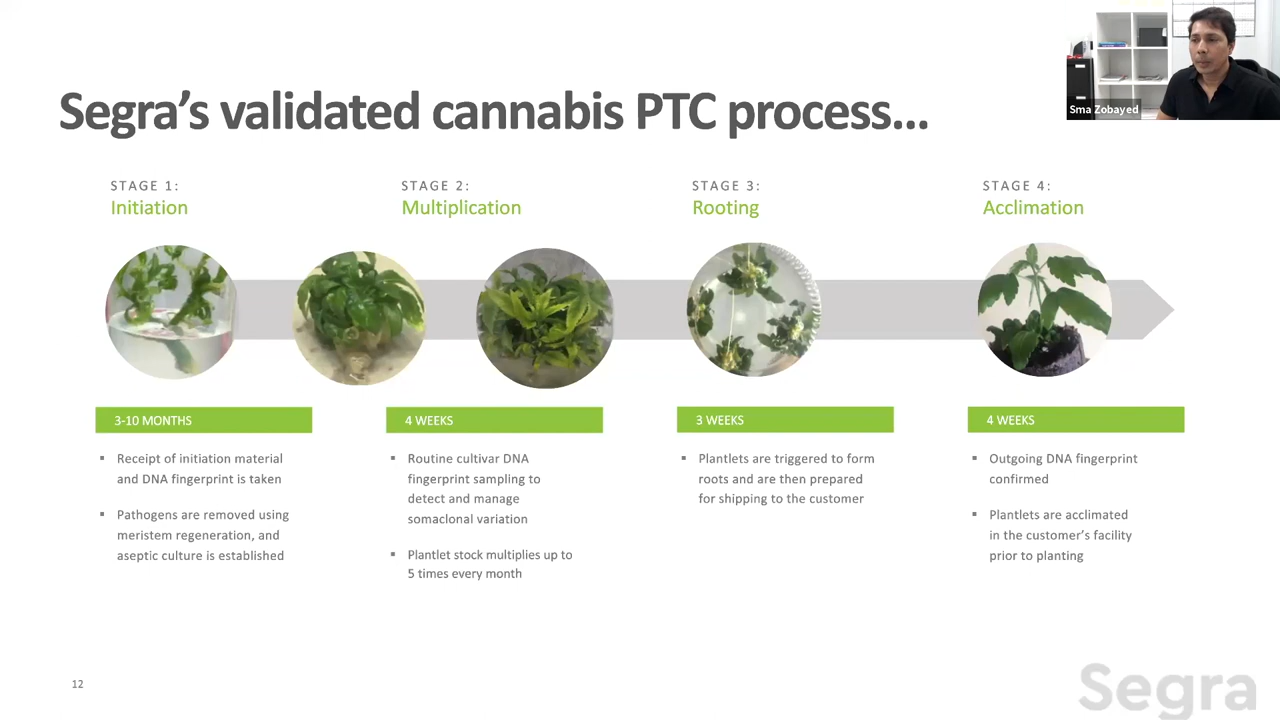 Sma Zobayed
Segra's validated cannabis PTC process...
STAGE 1:
Initiation
3-10 MONTHS
▪ Receipt of initiation material
and DNA fingerprint is taken
▪ Pathogens are removed using
meristem regeneration, and
aseptic culture is established
STAGE 2:
Multiplication
4 WEEKS
▪ Routine cultivar DNA
fingerprint sampling to
detect and manage
somaclonal variation
▪ Plantlet stock multiplies up to
5 times every month
STAGE 3:
Rooting
3 WEEKS
▪ Plantlets are triggered to form
roots and are then prepared
for shipping to the customer
STAGE 4:
Acclimation
4 WEEKS
▪ Outgoing DNA fingerprint
confirmed
▪ Plantlets are acclimated
in the customer's facility
prior to planting
12
Segra